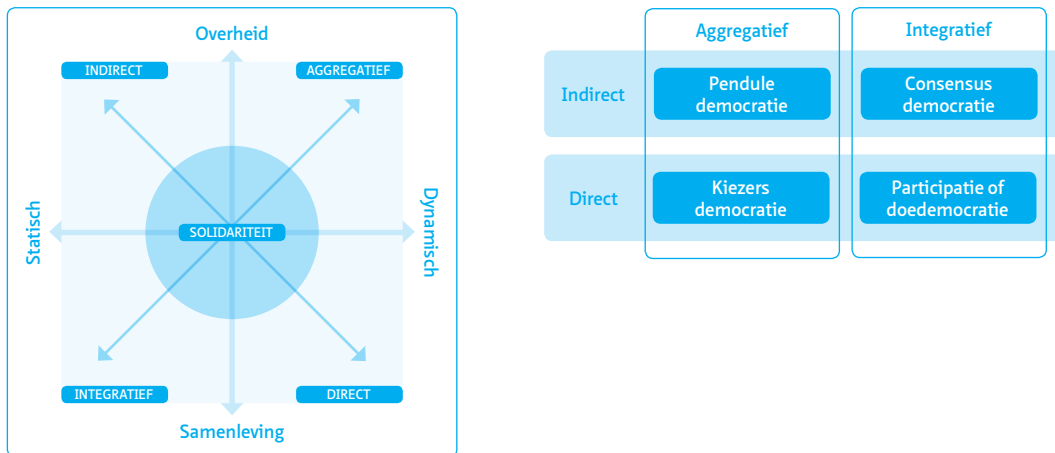 Overheid
INDIRECT
AGGREGATIEF
Statisch
SOLIDARITEIT
Dynamisch
INTEGRATIEF
DIRECT
Samenleving
Aggregatief
Integratief
Indirect
Pendule
democratie
Consensus
democratie
Direct
Kiezers
democratie
Participatie of
doedemocratie